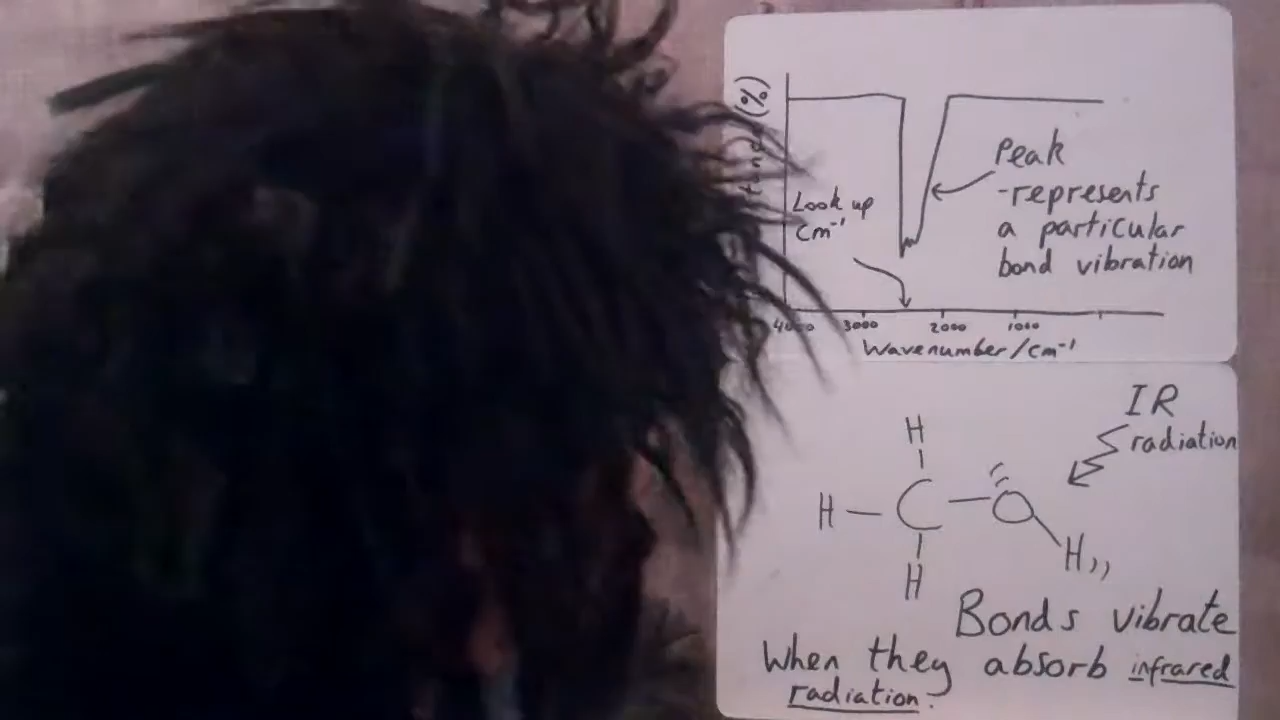 (%)
Look up
cm⁻¹
Peak
-represents
a particular
bond vibration
4000 3000 2000 1000
Wavenumber/cm⁻¹
IR
radiation
H
H C O
H
H
Bonds vibrate
when they absorb infrared
radiation.